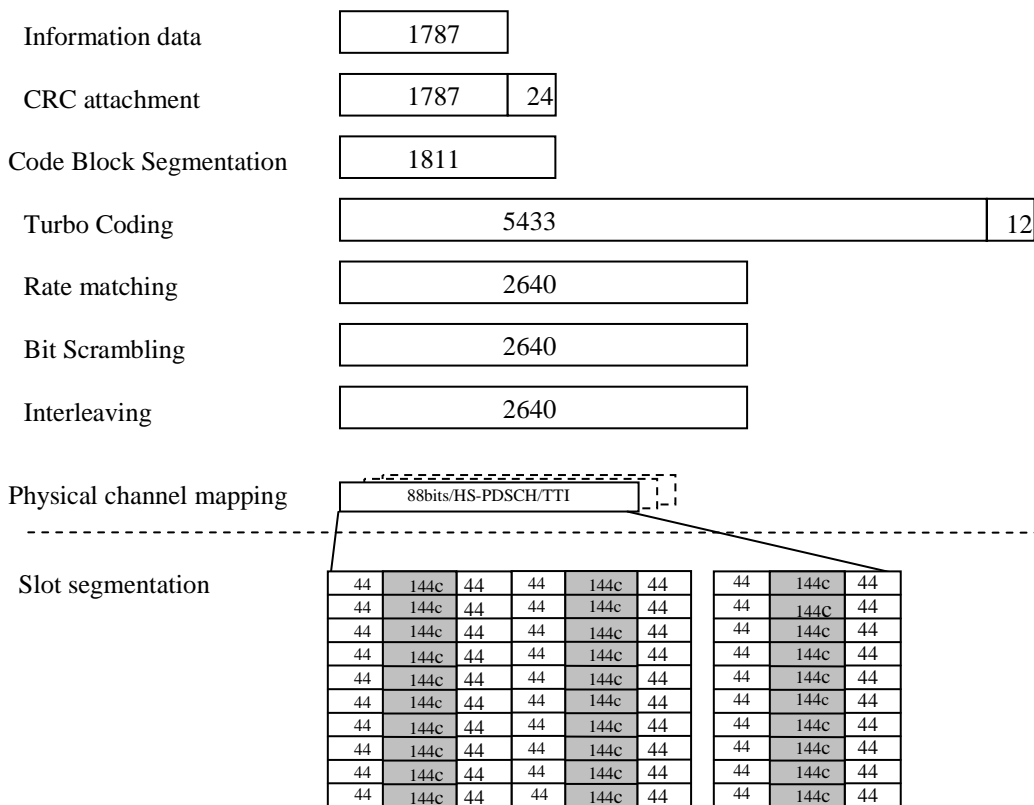 Information data 1787
CRC attachment 1787 24
Code Block Segmentation 1811
Turbo Coding 5433 12
Rate matching 2640
Bit Scrambling 2640
Interleaving 2640
Physical channel mapping 88bits/HS-PDSCH/TTI
Slot segmentation
44 144c 44 44 144c 44 44 144c 44
44 144c 44 44 144c 44 44 144c 44
44 144c 44 44 144c 44 44 144c 44
44 144c 44 44 144c 44 44 144c 44
44 144c 44 44 144c 44 44 144c 44
44 144c 44 44 144c 44 44 144c 44
44 144c 44 44 144c 44 44 144c 44
44 144c 44 44 144c 44 44 144c 44
44 144c 44 44 144c 44 44 144c 44
44 144c 44 44 144c 44 44 144c 44